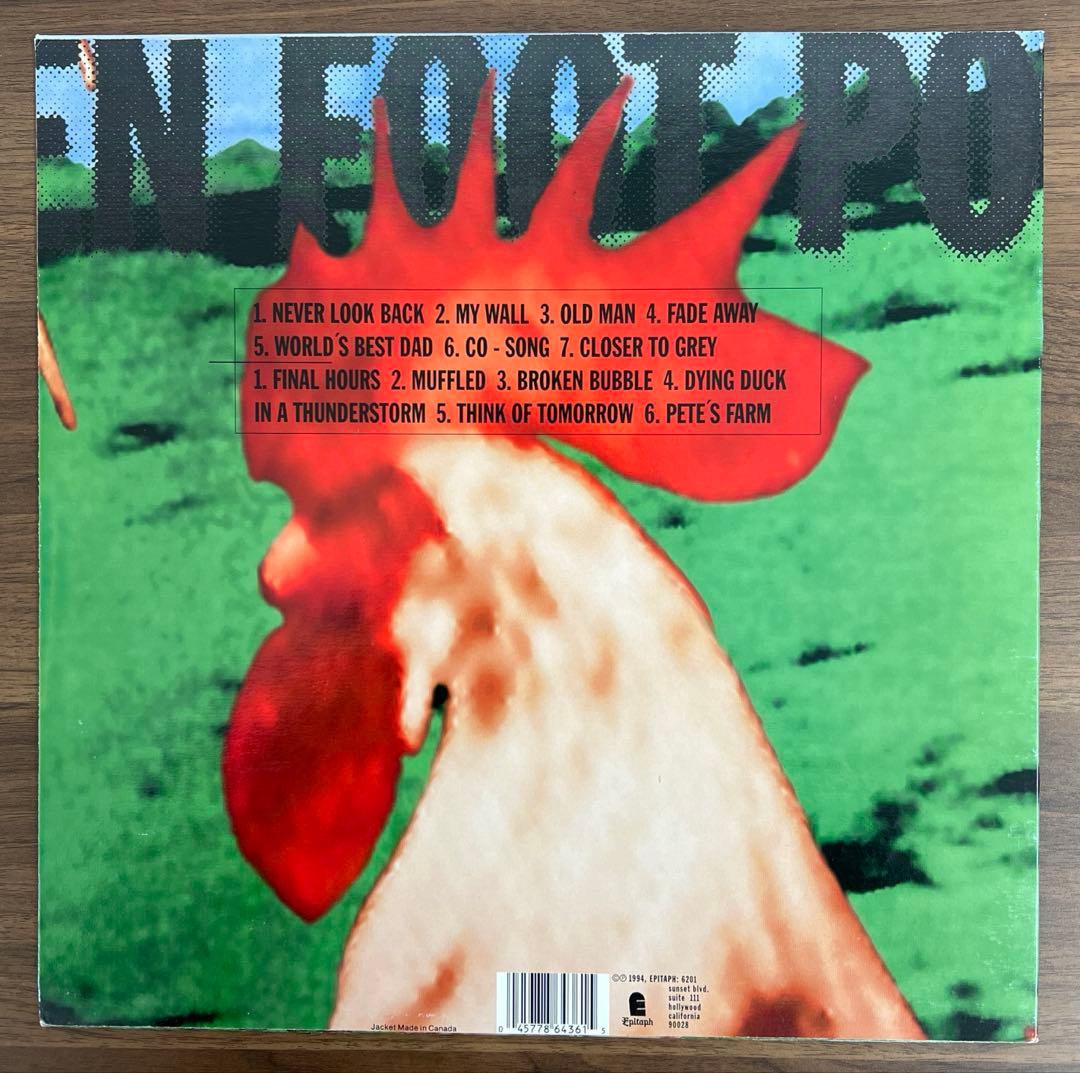 EN FOOT PO
1. NEVER LOOK BACK 2. MY WALL 3. OLD MAN 4. FADE AWAY
5. WORLD´S BEST DAD 6. CO - SONG 7. CLOSER TO GREY
1. FINAL HOURS 2. MUFFLED 3. BROKEN BUBBLE 4. DYING DUCK
IN A THUNDERSTORM 5. THINK OF TOMORROW 6. PETE´S FARM
Jacket Made in Canada
0 45778 64361 5
Epitaph
©℗ 1994, EPITAPH: 6201
sunset blvd.
suite 111
hollywood
california
90028